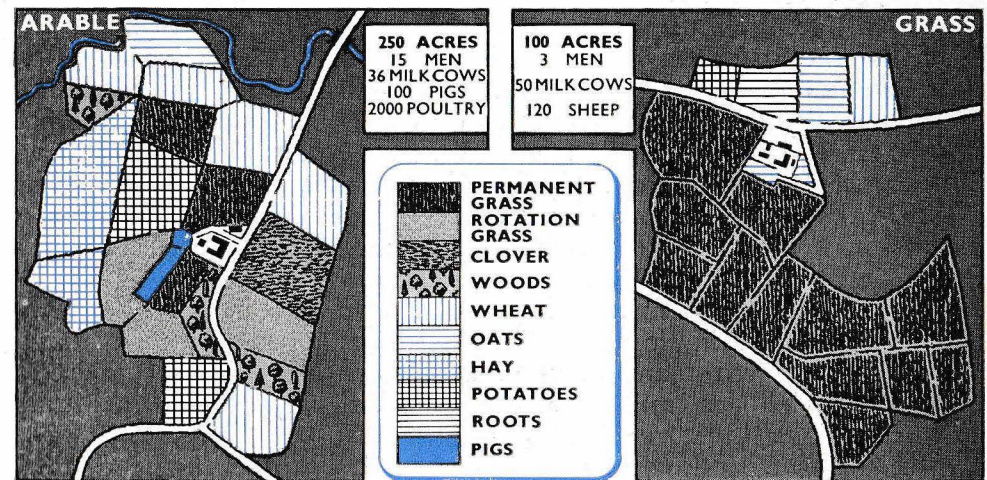 ARABLE
250 ACRES
15 MEN
36 MILK COWS
100 PIGS
2000 POULTRY
100 ACRES
3 MEN
50 MILK COWS
120 SHEEP
GRASS
PERMANENT
GRASS
ROTATION
GRASS
CLOVER
WOODS
WHEAT
OATS
HAY
POTATOES
ROOTS
PIGS